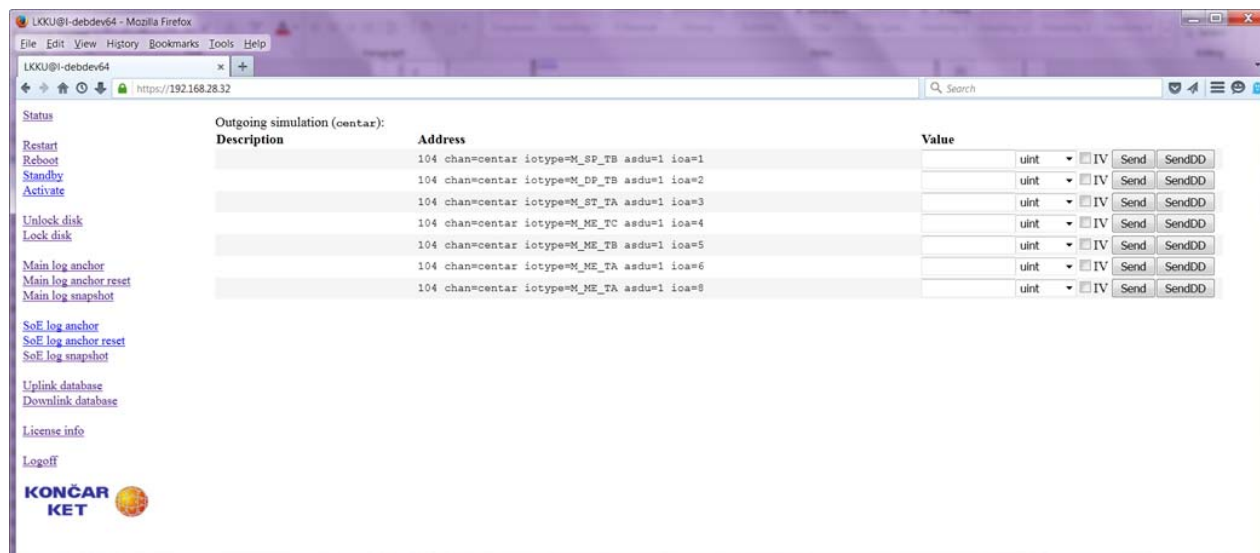 LKKU@l-debdev64 - Mozilla Firefox
File Edit View History Bookmarks Tools Help
LKKU@l-debdev64
https://192.168.28.32
Search
Status
Restart
Reboot
Standby
Activate
Unlock disk
Lock disk
Main log anchor
Main log anchor reset
Main log snapshot
SoE log anchor
SoE log anchor reset
SoE log snapshot
Uplink database
Downlink database
License info
Logoff
KONČAR
KET
Outgoing simulation (centar):
Description Address Value
104 chan=centar iotype=M_SP_TB asdu=1 ioa=1 uint IV Send SendDD
104 chan=centar iotype=M_DP_TB asdu=1 ioa=2 uint IV Send SendDD
104 chan=centar iotype=M_ST_TA asdu=1 ioa=3 uint IV Send SendDD
104 chan=centar iotype=M_ME_TC asdu=1 ioa=4 uint IV Send SendDD
104 chan=centar iotype=M_ME_TB asdu=1 ioa=5 uint IV Send SendDD
104 chan=centar iotype=M_ME_TA asdu=1 ioa=6 uint IV Send SendDD
104 chan=centar iotype=M_ME_TA asdu=1 ioa=8 uint IV Send SendDD